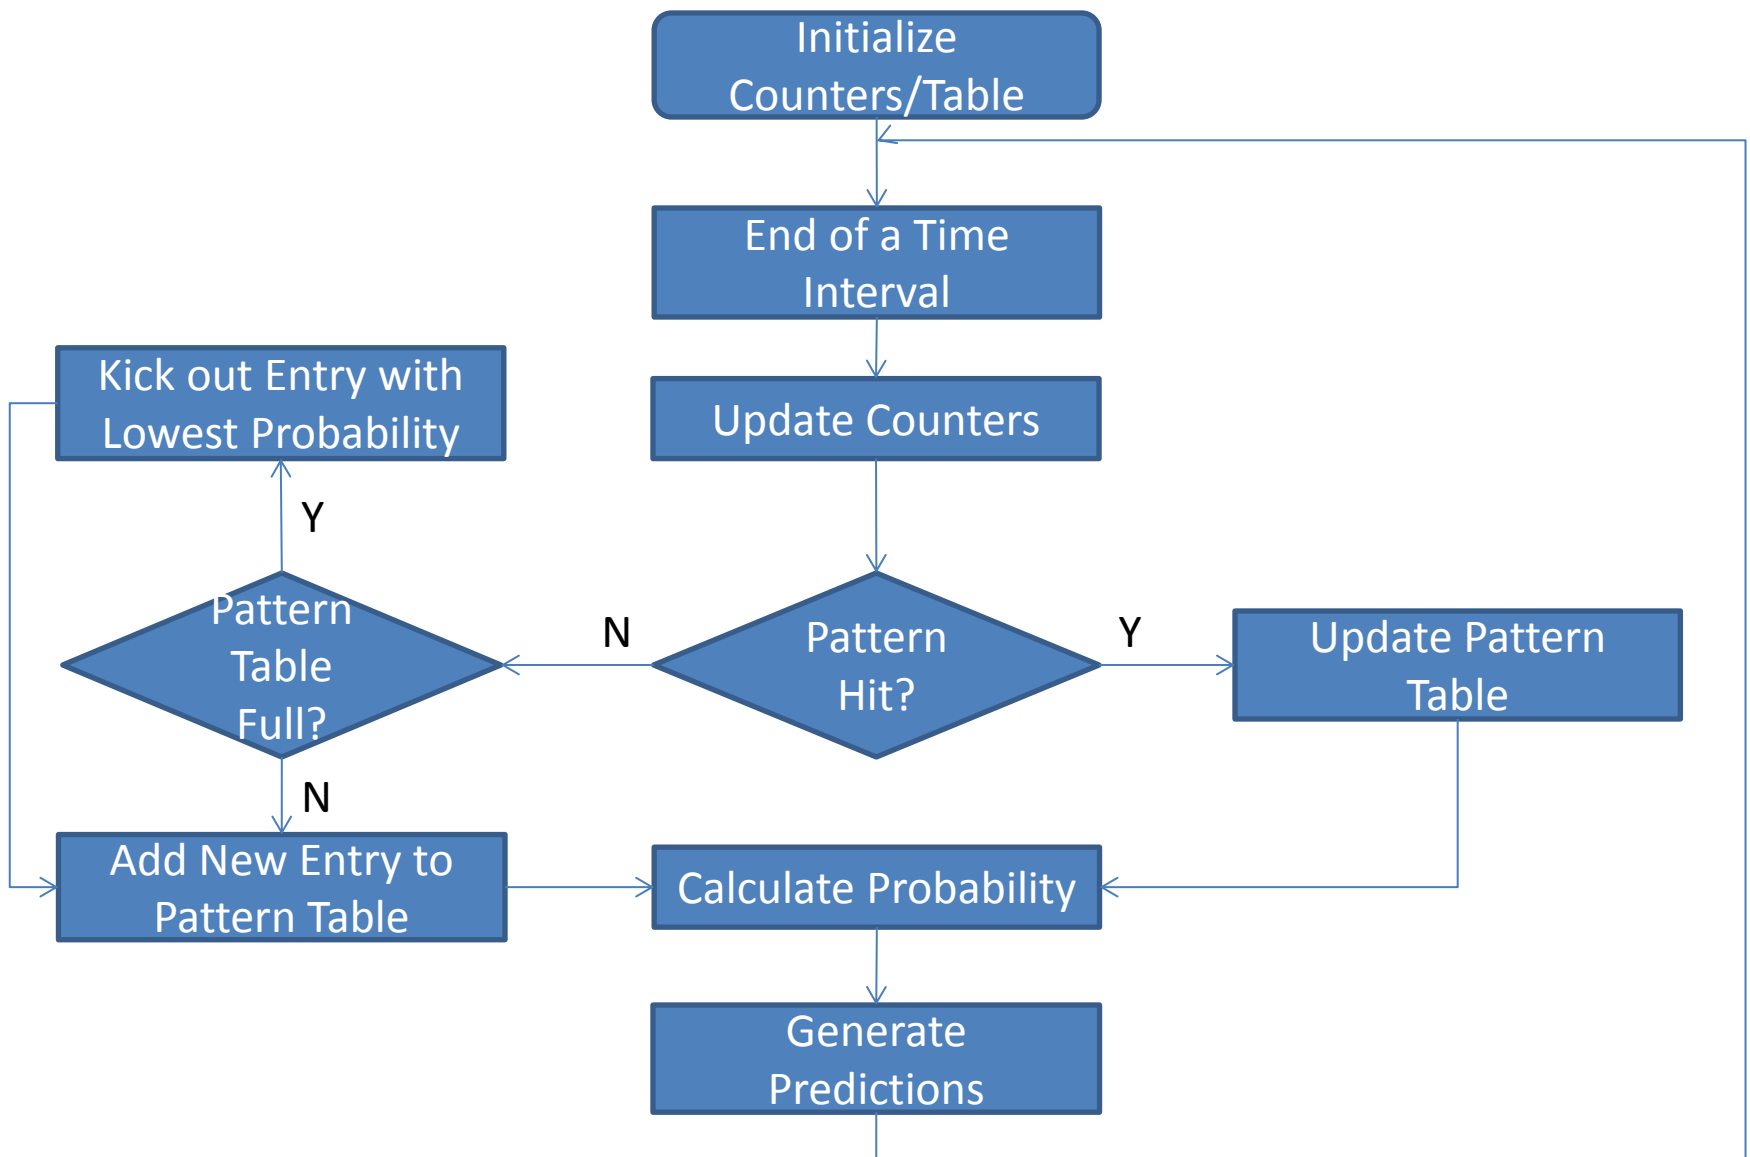 Initialize
Counters/Table
End of a Time
Interval
Kick out Entry with
Lowest Probability
Update Counters
Y
Pattern
Table
Full?
N
Pattern
Hit?
Y
Update Pattern
Table
N
Add New Entry to
Pattern Table
Calculate Probability
Generate
Predictions